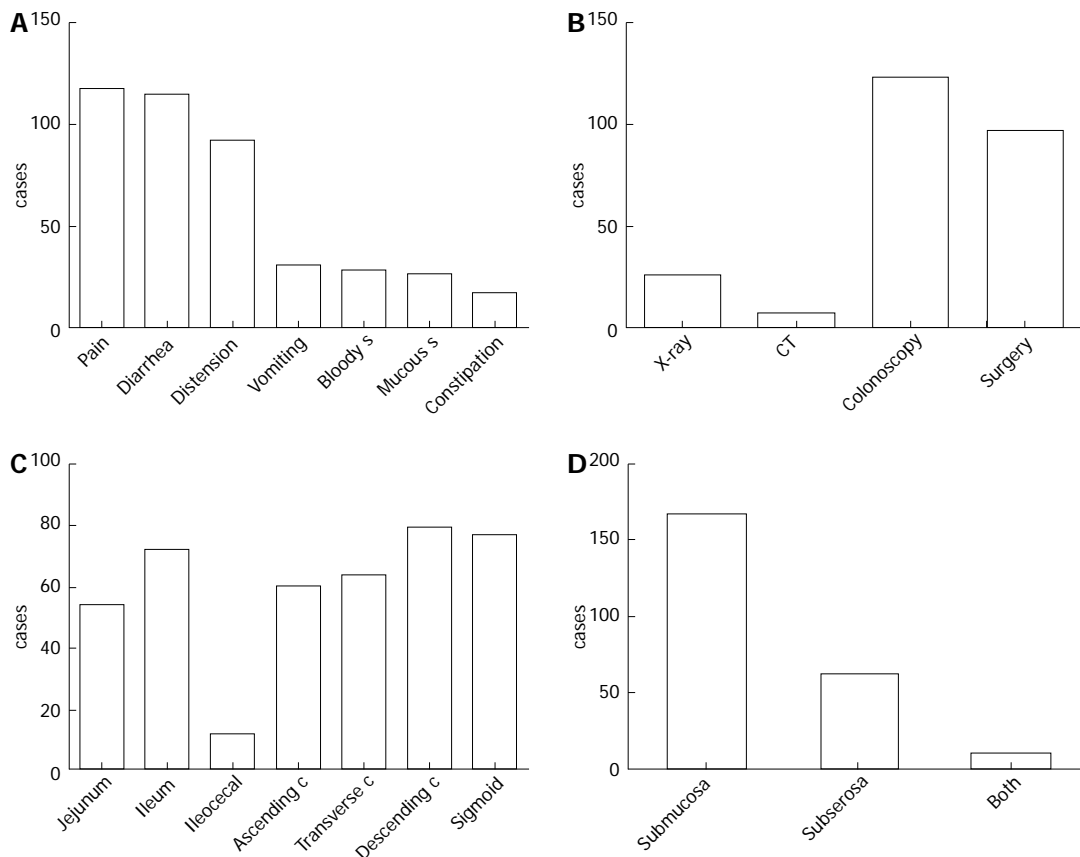 A
150
100
50
0
cases
Pain
Diarrhea
Distension
Vomiting
Bloody s
Mucous s
Constipation
B
150
100
50
0
cases
X-ray
CT
Colonoscopy
Surgery
C
100
80
60
40
20
0
cases
Jejunum
Ileum
Ileocecal
Ascending c
Transverse c
Descending c
Sigmoid
D
200
150
100
50
0
cases
Submucosa
Subserosa
Both